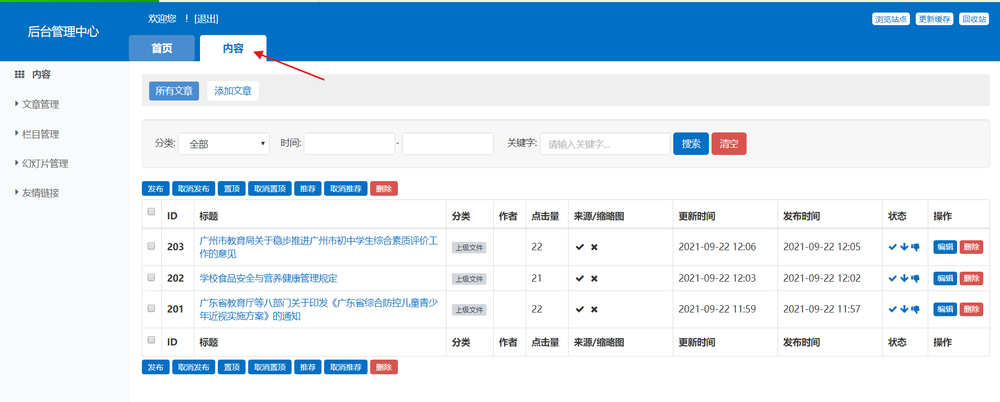 后台管理中心
欢迎您 ！ [退出]
浏览站点 更新缓存 回收站
首页 内容
内容
文章管理
栏目管理
幻灯片管理
友情链接
所有文章 添加文章
分类: 全部 时间: - 关键字: 请输入关键字... 搜索 清空
发布 取消发布 置顶 取消置顶 推荐 取消推荐 删除
ID 标题 分类 作者 点击量 来源/缩略图 更新时间 发布时间 状态 操作
203 广州市教育局关于稳步推进广州市初中学生综合素质评价工
作的意见 上级文件 22 2021-09-22 12:06 2021-09-22 12:05 编辑 删除
202 学校食品安全与营养健康管理规定 上级文件 21 2021-09-22 12:03 2021-09-22 12:02 编辑 删除
201 广东省教育厅等八部门关于印发《广东省综合防控儿童青少
年近视实施方案》的通知 上级文件 22 2021-09-22 11:59 2021-09-22 11:57 编辑 删除
ID 标题 分类 作者 点击量 来源/缩略图 更新时间 发布时间 状态 操作
发布 取消发布 置顶 取消置顶 推荐 取消推荐 删除